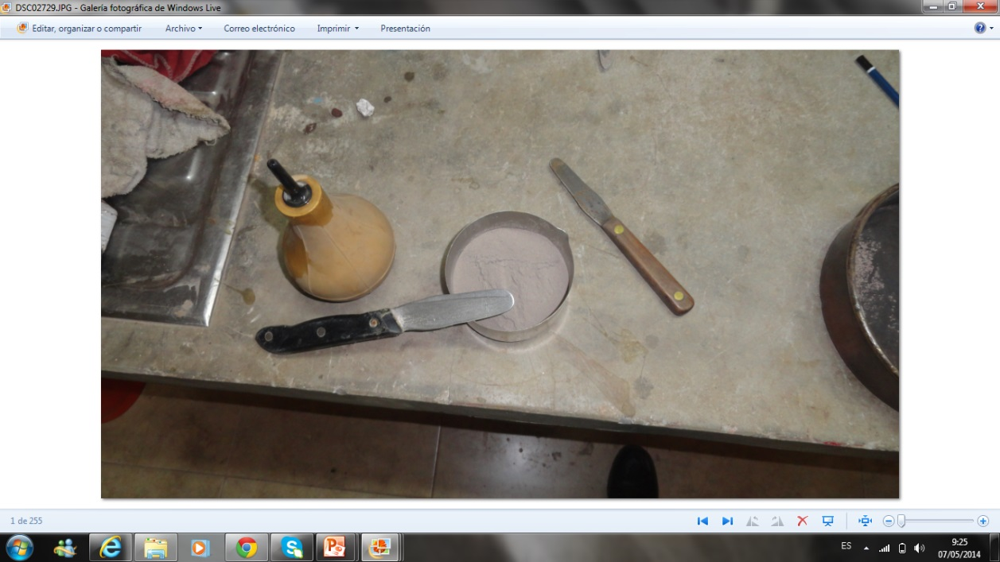 DSC02729.JPG - Galería fotográfica de Windows Live
Editar, organizar o compartir Archivo Correo electrónico Imprimir Presentación
1 de 255
ES
9:25
07/05/2014